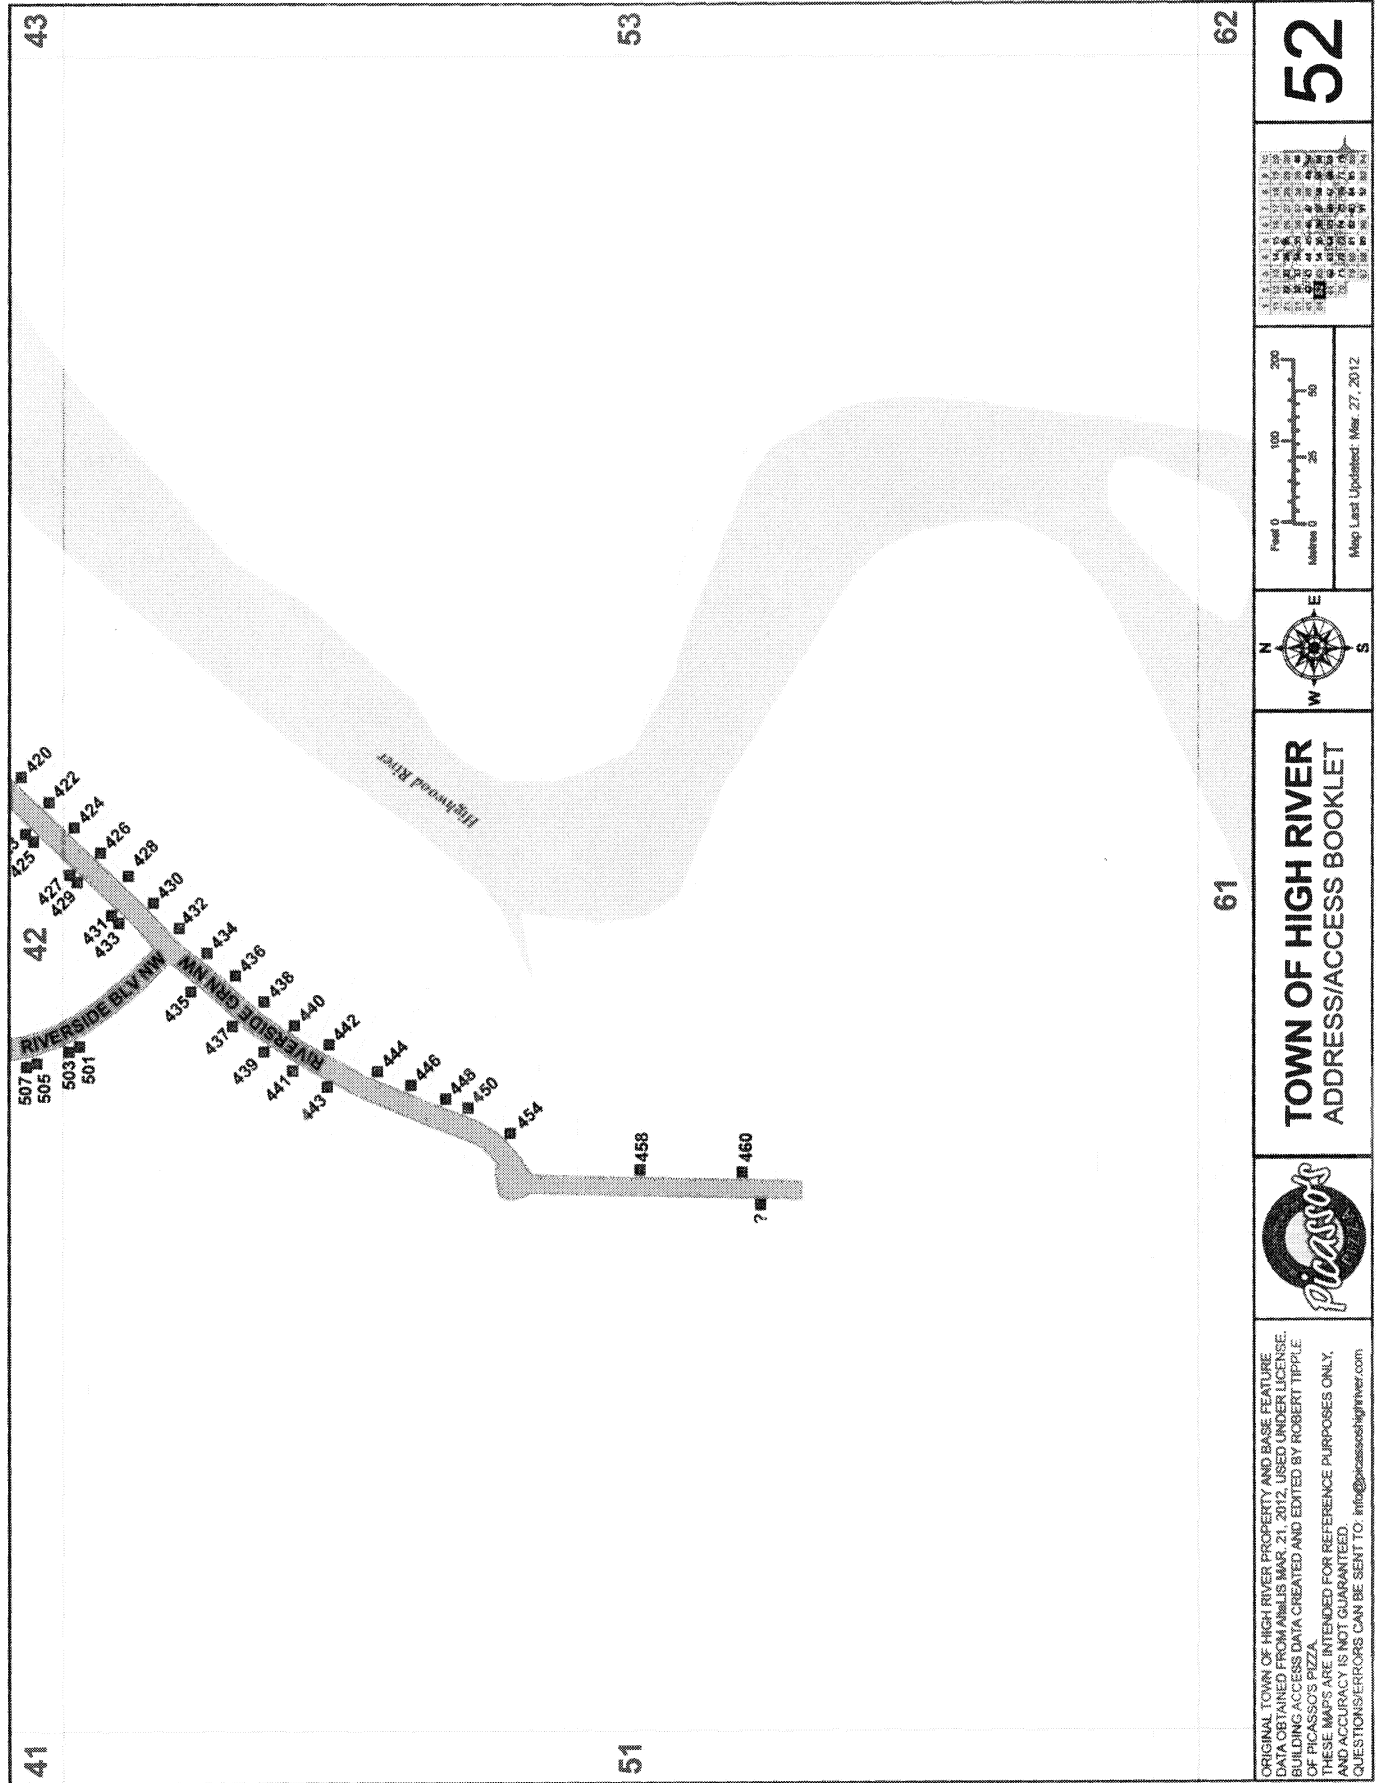 41
42
43
507
505
503
501
RIVERSIDE BLV NW
425
427
429
431
433
435
437
439
441
443
420
422
424
426
428
430
432
434
436
438
440
442
444
446
448
450
454
458
460
?
RIVERSIDE GRN NW
Highwood River
51
53
61
62
ORIGINAL TOWN OF HIGH RIVER PROPERTY AND BASE FEATURE
DATA OBTAINED FROM AltaLIS MAR. 21, 2012, USED UNDER LICENSE.
BUILDING ACCESS DATA CREATED AND EDITED BY ROBERT TIPPLE
OF PICASSO'S PIZZA.
THESE MAPS ARE INTENDED FOR REFERENCE PURPOSES ONLY,
AND ACCURACY IS NOT GUARANTEED.
QUESTIONS/ERRORS CAN BE SENT TO: info@picassoshighriver.com
Picasso's
PIZZA
TOWN OF HIGH RIVER
ADDRESS/ACCESS BOOKLET
N
W E
S
Feet 0 100 200
Metres 0 25 50
Map Last Updated: Mar. 27, 2012
52